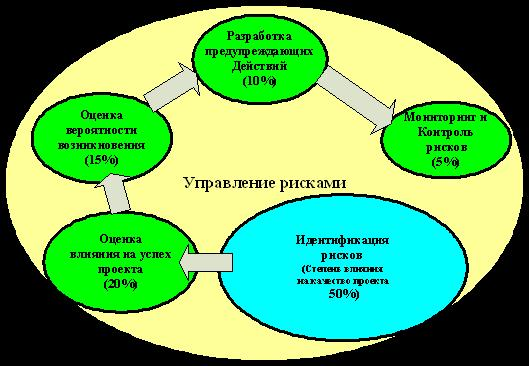 Разработка
предупреждающих
Действий
(10%)
Оценка
вероятности
возникновения
(15%)
Мониторинг и
Контроль
рисков
(5%)
Управление рисками
Оценка
влияния на успех
проекта
(20%)
Идентификация
рисков
(Степень влияния
на качество проекта
50%)